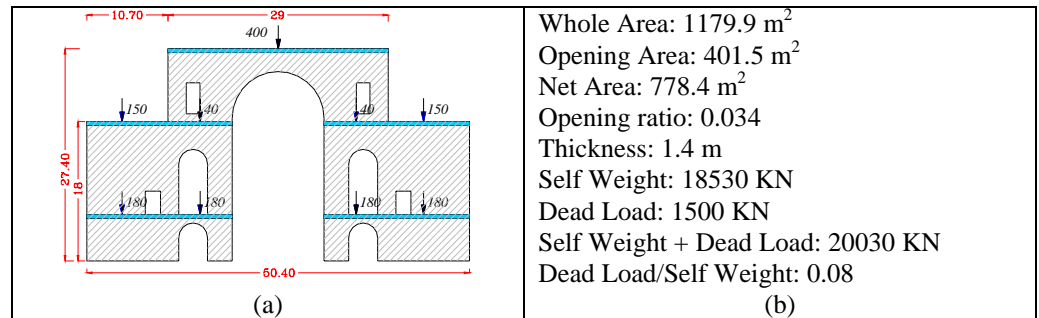 10.70
29
400
150
40
40
150
27.40
18
180
180
180
180
60.40
(a)
Whole Area: 1179.9 m²
Opening Area: 401.5 m²
Net Area: 778.4 m²
Opening ratio: 0.034
Thickness: 1.4 m
Self Weight: 18530 KN
Dead Load: 1500 KN
Self Weight + Dead Load: 20030 KN
Dead Load/Self Weight: 0.08
(b)